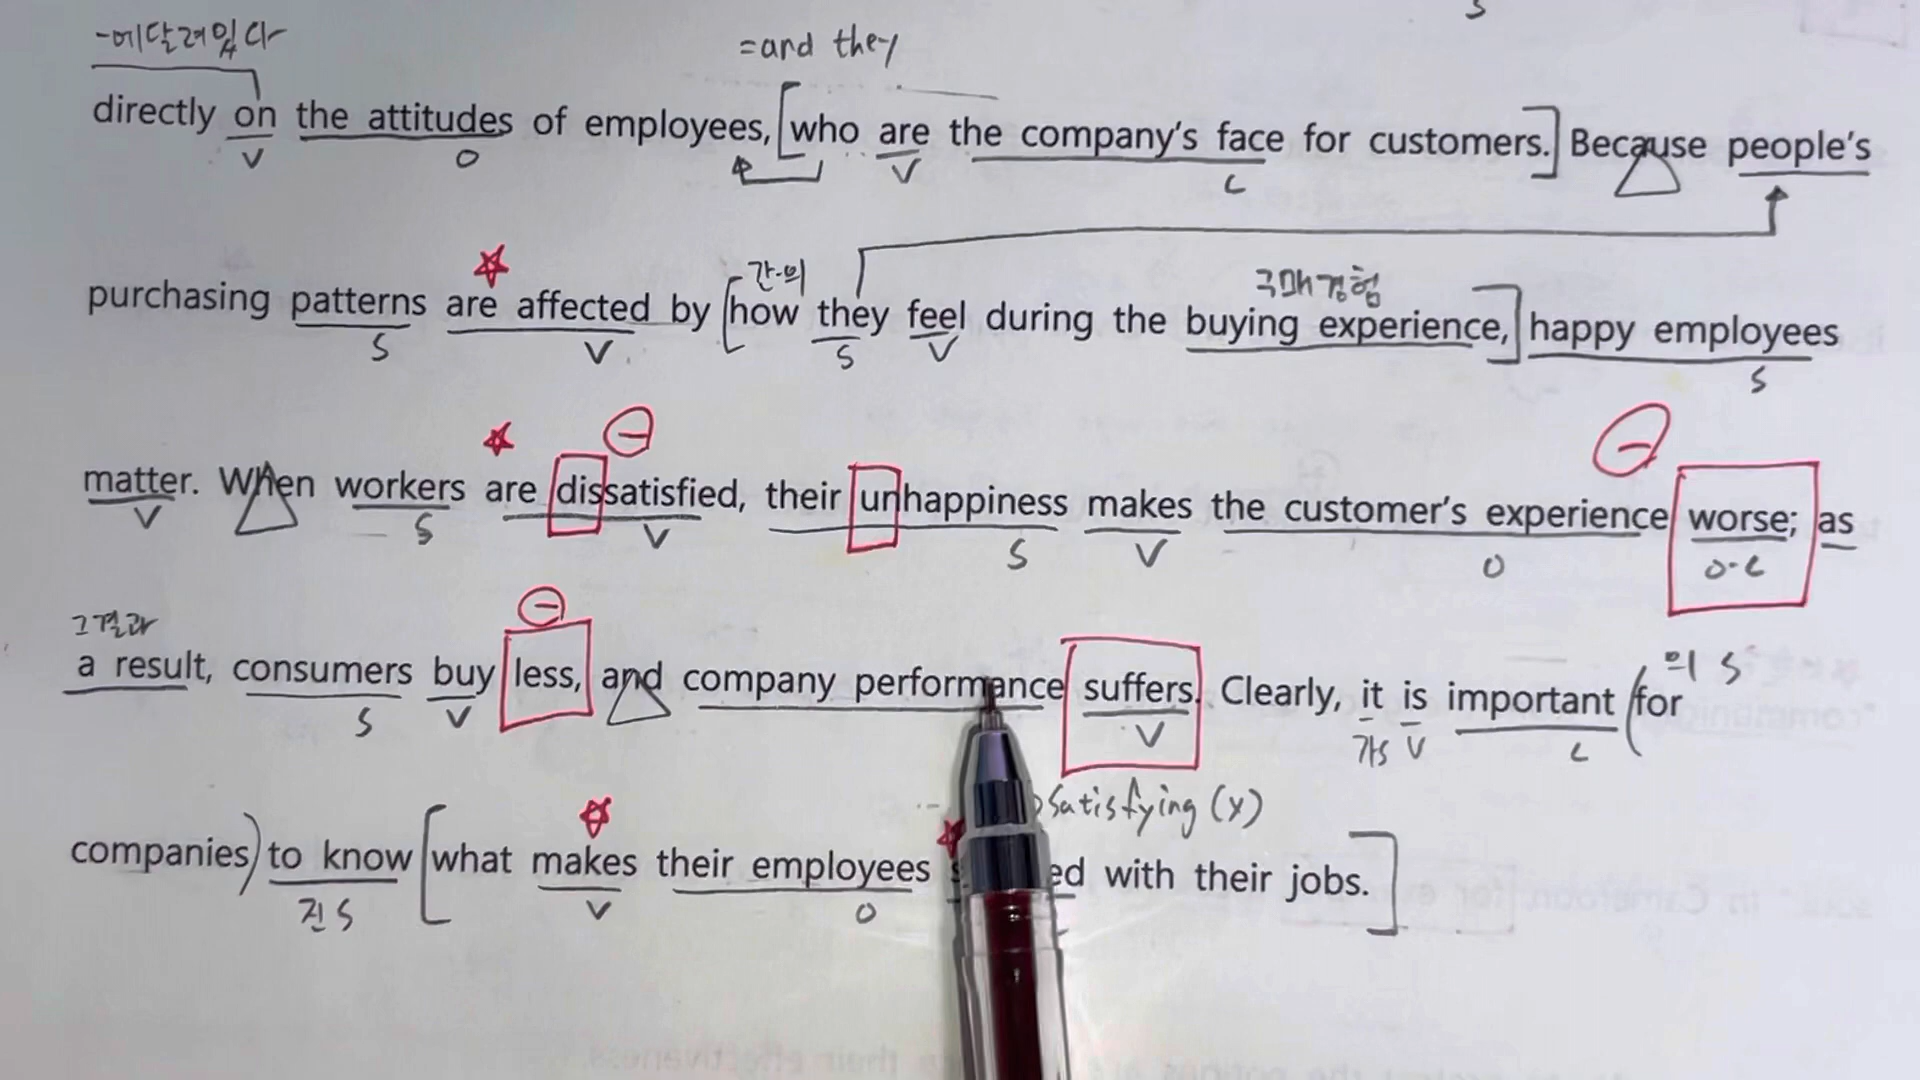 S
-에달려있다 =and they
directly on the attitudes of employees, [who are the company's face for customers.] Because people's
V O V C
간·의 구매경험
purchasing patterns are affected by [how they feel during the buying experience,] happy employees
S V S V S
matter. When workers are dissatisfied, their unhappiness makes the customer's experience worse; as
V S V S V O O·C
그결과 의 S
a result, consumers buy less, and company performance suffers. Clearly, it is important (for
S V V 가S V C
satisfying (X)
companies) to know [what makes their employees ed with their jobs.]
진S V O